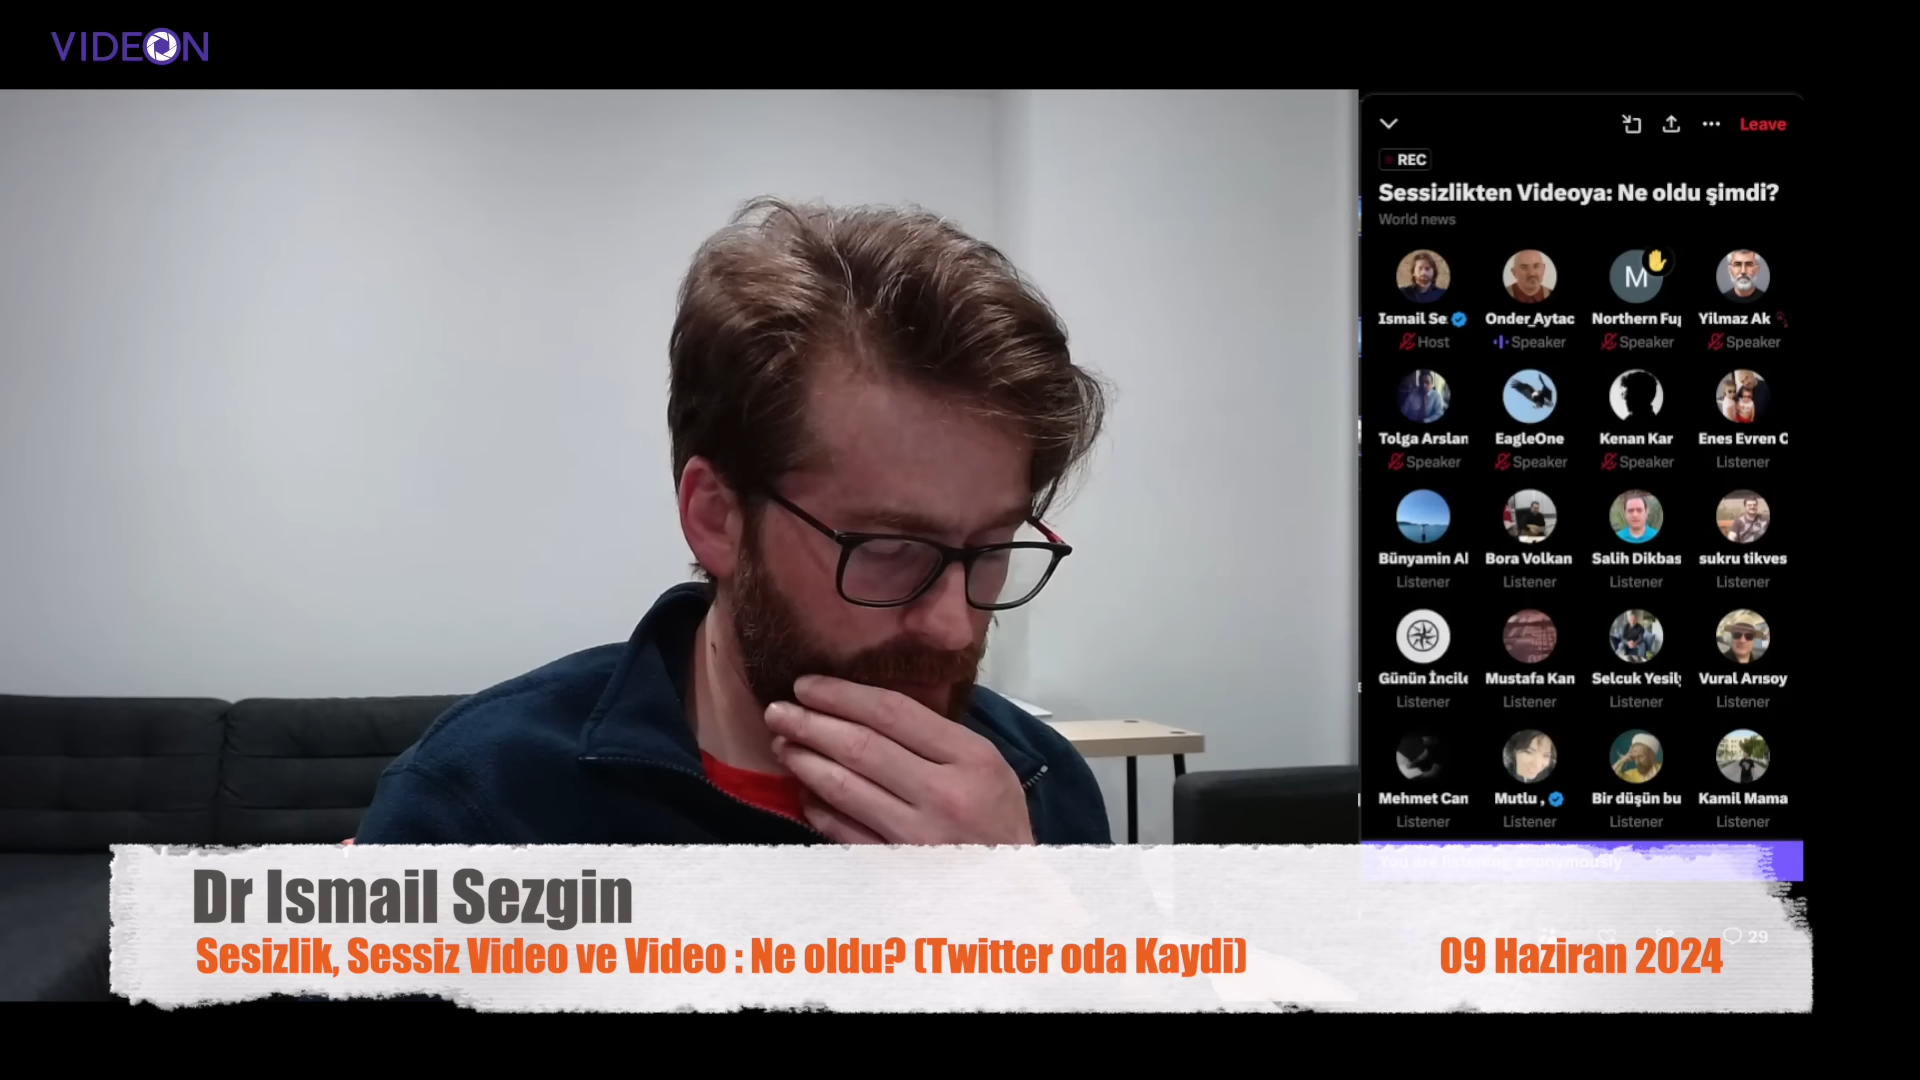 VIDEON
Leave
REC
Sessizlikten Videoya: Ne oldu şimdi?
World news
M
Ismail Se Onder_Aytac Northern Fu Yilmaz Ak
Host Speaker Speaker Speaker
Tolga Arslan EagleOne Kenan Kar Enes Evren C
Speaker Speaker Speaker Listener
Bünyamin Al Bora Volkan Salih Dikbas sukru tikves
Listener Listener Listener Listener
Günün İncile Mustafa Kan Selcuk Yesil Vural Arısoy
Listener Listener Listener Listener
Mehmet Can Mutlu , Bir düşün bu Kamil Mama
Listener Listener Listener Listener
You are listening anonymously
29
Dr Ismail Sezgin
Sesizlik, Sessiz Video ve Video : Ne oldu? (Twitter oda Kaydi)
09 Haziran 2024